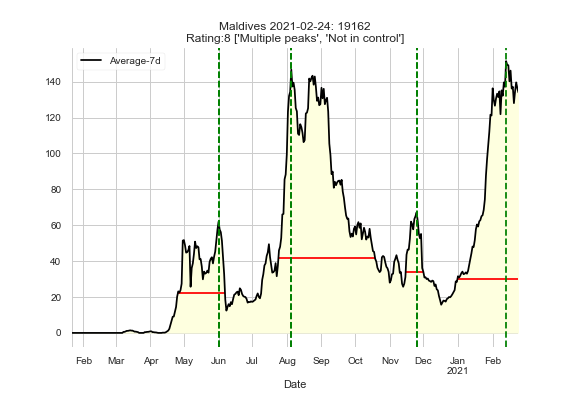 Maldives 2021-02-24: 19162
Rating:8 ['Multiple peaks', 'Not in control']
Average-7d
140
120
100
80
60
40
20
0
Feb Mar Apr May Jun Jul Aug Sep Oct Nov Dec Jan Feb
2021
Date